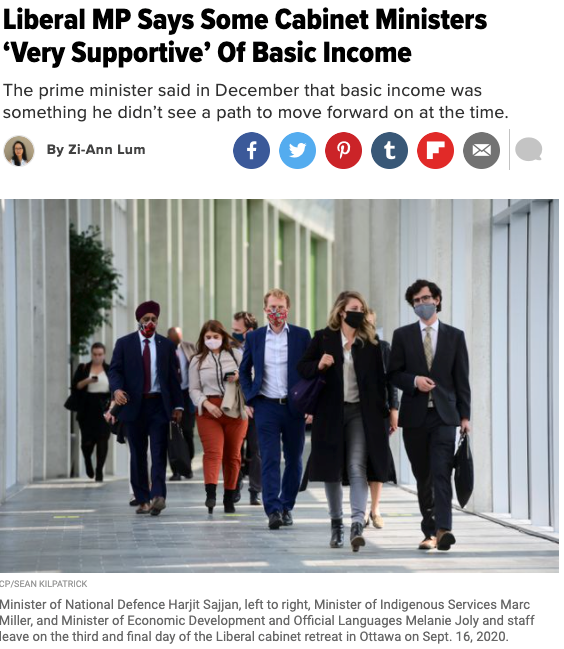 Liberal MP Says Some Cabinet Ministers
‘Very Supportive’ Of Basic Income
The prime minister said in December that basic income was
something he didn’t see a path to move forward on at the time.
By Zi-Ann Lum
CP/SEAN KILPATRICK
Minister of National Defence Harjit Sajjan, left to right, Minister of Indigenous Services Marc
Miller, and Minister of Economic Development and Official Languages Melanie Joly and staff
leave on the third and final day of the Liberal cabinet retreat in Ottawa on Sept. 16, 2020.